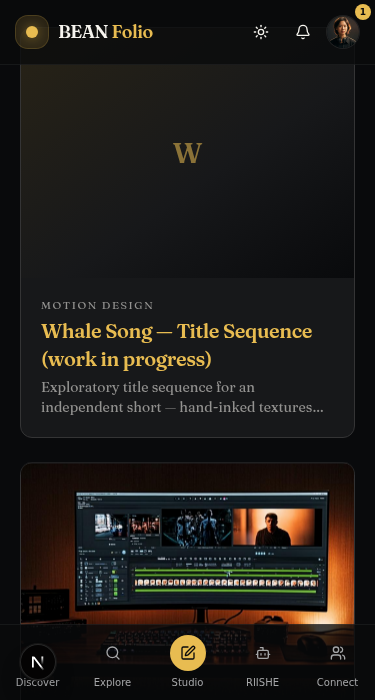 BEAN Folio
1
W
MOTION DESIGN
Whale Song — Title Sequence
(work in progress)
Exploratory title sequence for an
independent short — hand-inked textures...
N
Discover
Explore
Studio
RIISHE
Connect